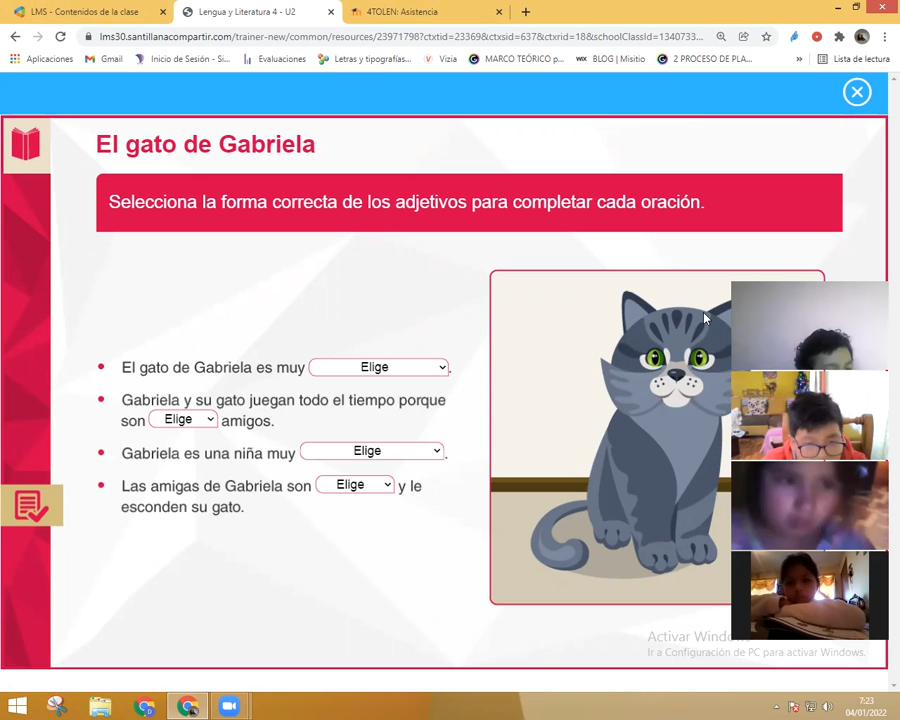 LMS - Contenidos de la clase
Lengua y Literatura 4 - U2
4TOLEN: Asistencia
lms30.santillanacompartir.com/trainer-new/common/resources/23971798?ctxtid=23369&ctxsid=637&ctxrid=18&schoolClassId=1340733...
Aplicaciones
Gmail
Inicio de Sesión - Si...
Evaluaciones
Letras y tipografías...
Vizia
MARCO TEÓRICO p...
WIX BLOG | Misitio
2 PROCESO DE PLA...
»
Lista de lectura
El gato de Gabriela
Selecciona la forma correcta de los adjetivos para completar cada oración.
• El gato de Gabriela es muy Elige .
• Gabriela y su gato juegan todo el tiempo porque
son Elige amigos.
• Gabriela es una niña muy Elige .
• Las amigas de Gabriela son Elige y le
esconden su gato.
Activar Windo
Ir a Configuración de PC para activar Windows.
7:23
04/01/2022